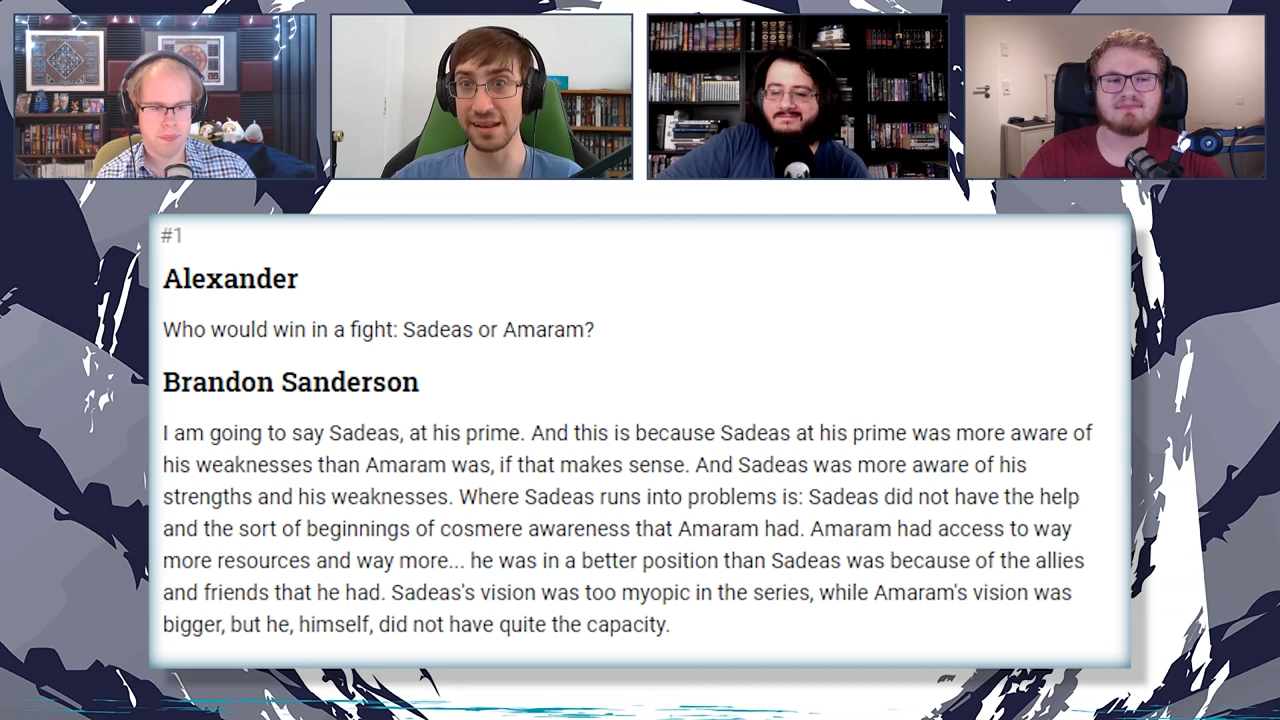 #1
Alexander
Who would win in a fight: Sadeas or Amaram?
Brandon Sanderson
I am going to say Sadeas, at his prime. And this is because Sadeas at his prime was more aware of
his weaknesses than Amaram was, if that makes sense. And Sadeas was more aware of his
strengths and his weaknesses. Where Sadeas runs into problems is: Sadeas did not have the help
and the sort of beginnings of cosmere awareness that Amaram had. Amaram had access to way
more resources and way more... he was in a better position than Sadeas was because of the allies
and friends that he had. Sadeas's vision was too myopic in the series, while Amaram's vision was
bigger, but he, himself, did not have quite the capacity.